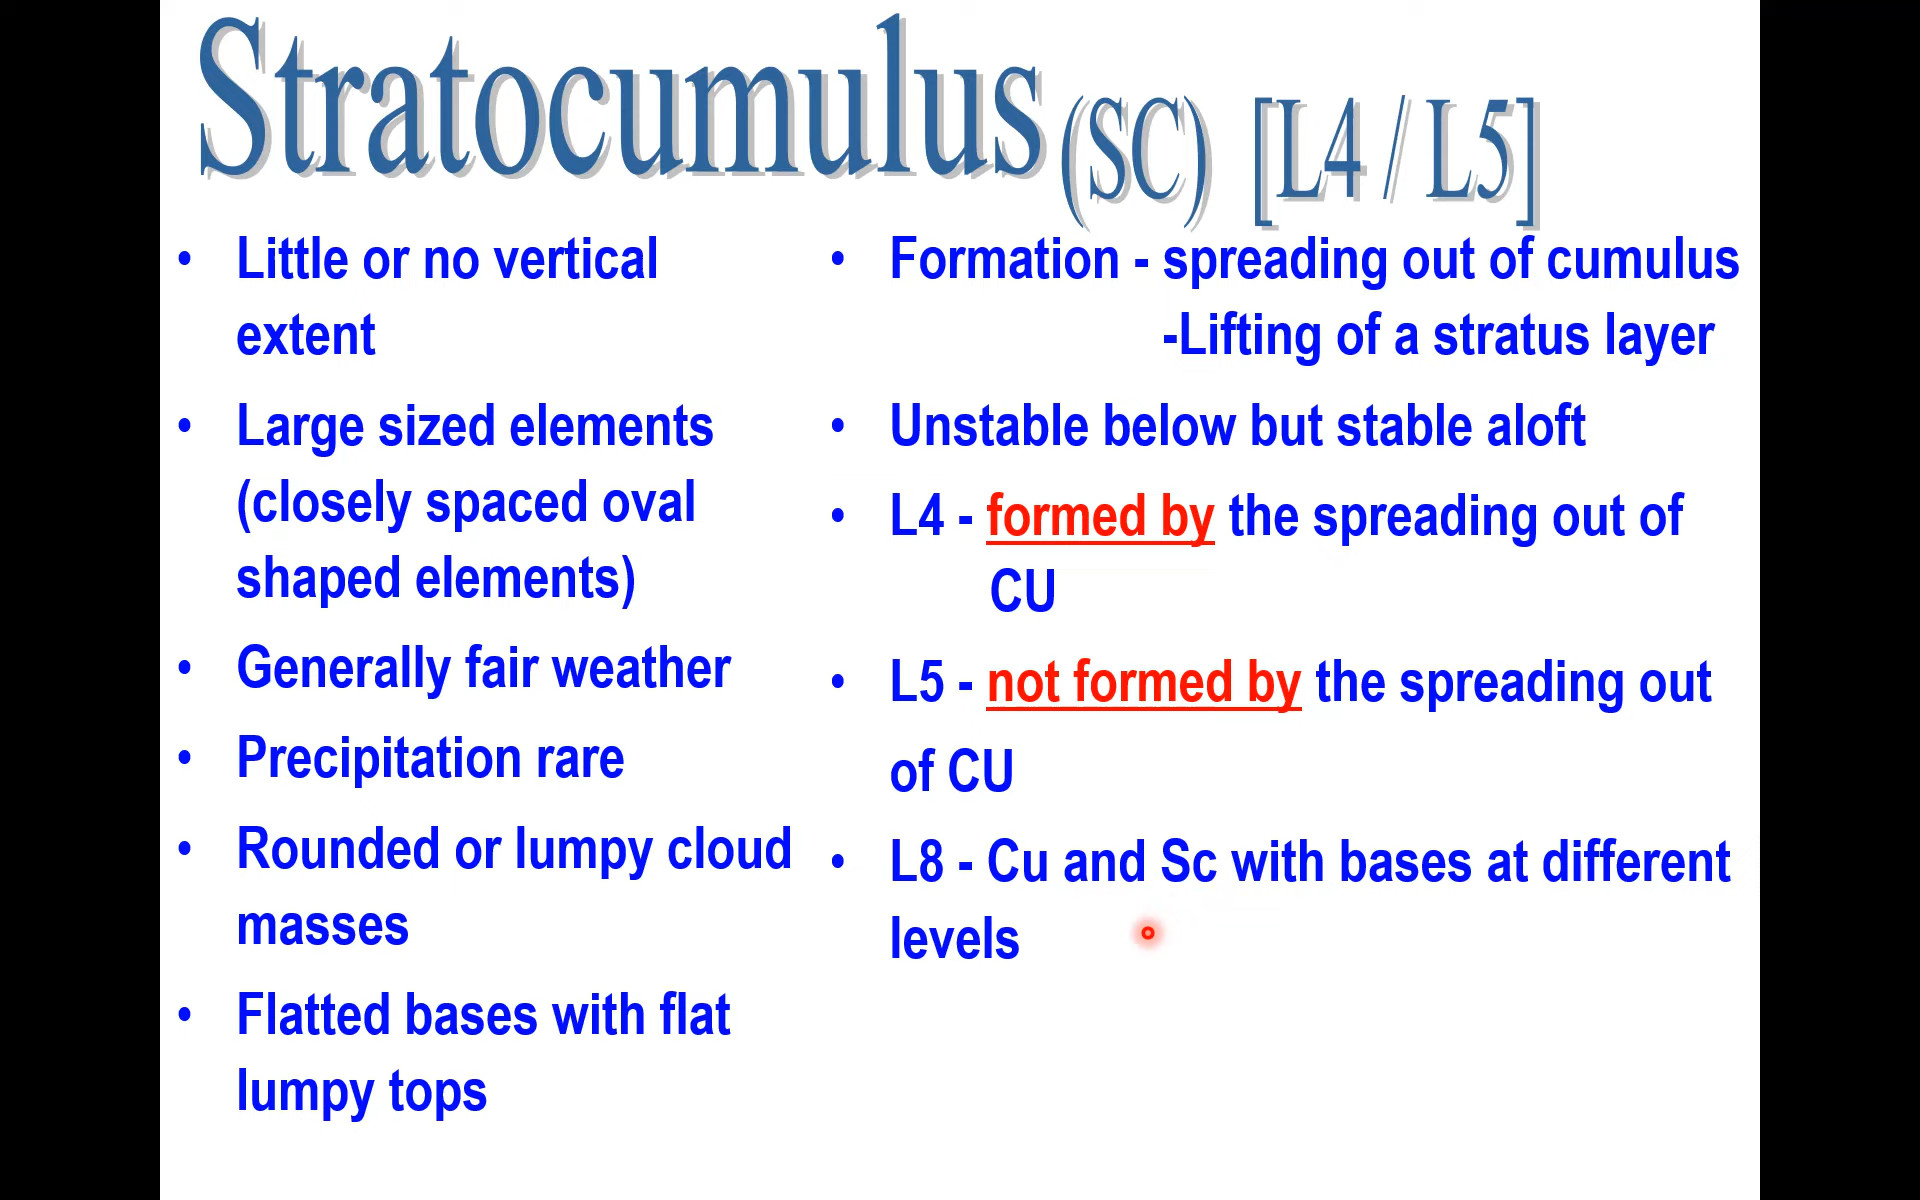 Stratocumulus (SC) [L4 / L5]
• Little or no vertical
extent
• Large sized elements
(closely spaced oval
shaped elements)
• Generally fair weather
• Precipitation rare
• Rounded or lumpy cloud
masses
• Flatted bases with flat
lumpy tops
• Formation - spreading out of cumulus
-Lifting of a stratus layer
• Unstable below but stable aloft
• L4 - formed by the spreading out of
CU
• L5 - not formed by the spreading out
of CU
• L8 - Cu and Sc with bases at different
levels